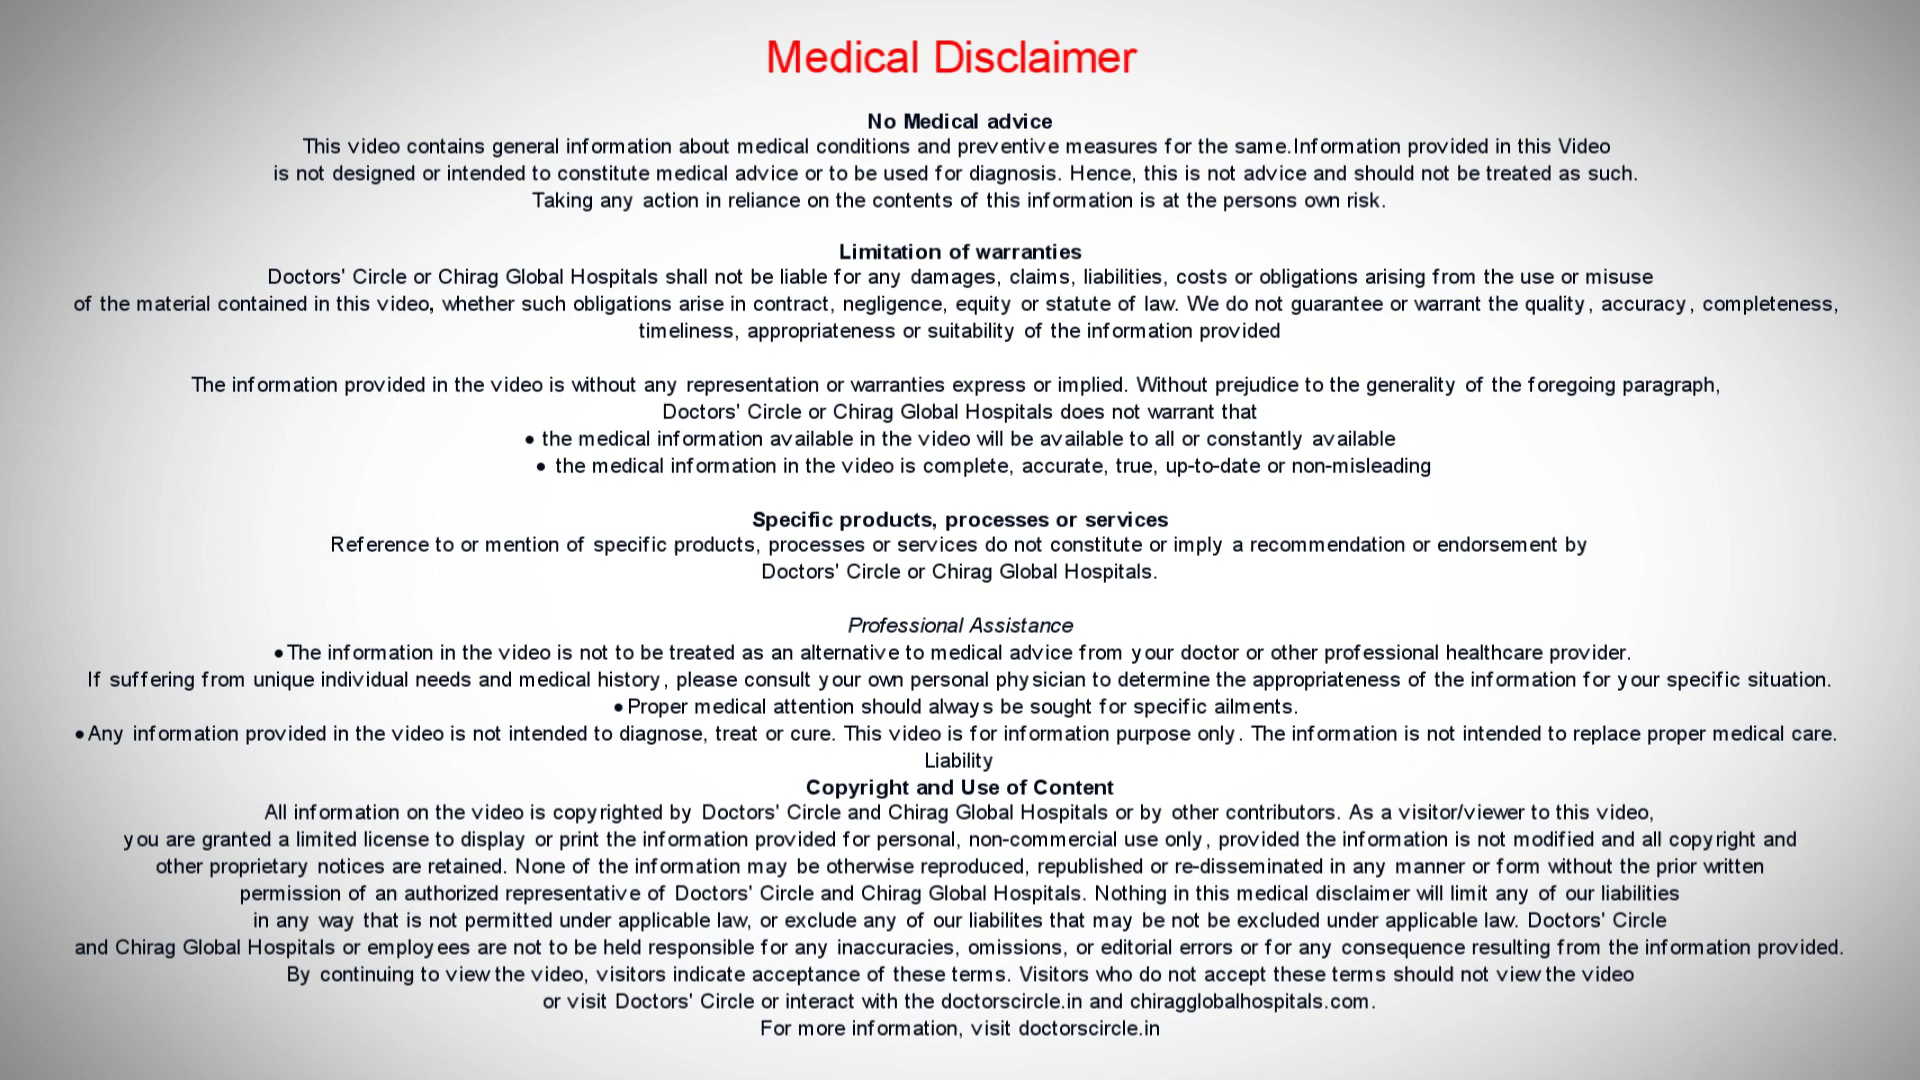 Medical Disclaimer
No Medical advice
This video contains general information about medical conditions and preventive measures for the same.Information provided in this Video
is not designed or intended to constitute medical advice or to be used for diagnosis. Hence, this is not advice and should not be treated as such.
Taking any action in reliance on the contents of this information is at the persons own risk.
Limitation of warranties
Doctors' Circle or Chirag Global Hospitals shall not be liable for any damages, claims, liabilities, costs or obligations arising from the use or misuse
of the material contained in this video, whether such obligations arise in contract, negligence, equity or statute of law. We do not guarantee or warrant the quality, accuracy, completeness,
timeliness, appropriateness or suitability of the information provided
The information provided in the video is without any representation or warranties express or implied. Without prejudice to the generality of the foregoing paragraph,
Doctors' Circle or Chirag Global Hospitals does not warrant that
• the medical information available in the video will be available to all or constantly available
• the medical information in the video is complete, accurate, true, up-to-date or non-misleading
Specific products, processes or services
Reference to or mention of specific products, processes or services do not constitute or imply a recommendation or endorsement by
Doctors' Circle or Chirag Global Hospitals.
Professional Assistance
•The information in the video is not to be treated as an alternative to medical advice from your doctor or other professional healthcare provider.
If suffering from unique individual needs and medical history, please consult your own personal physician to determine the appropriateness of the information for your specific situation.
•Proper medical attention should always be sought for specific ailments.
•Any information provided in the video is not intended to diagnose, treat or cure. This video is for information purpose only. The information is not intended to replace proper medical care.
Liability
Copyright and Use of Content
All information on the video is copyrighted by Doctors' Circle and Chirag Global Hospitals or by other contributors. As a visitor/viewer to this video,
you are granted a limited license to display or print the information provided for personal, non-commercial use only, provided the information is not modified and all copyright and
other proprietary notices are retained. None of the information may be otherwise reproduced, republished or re-disseminated in any manner or form without the prior written
permission of an authorized representative of Doctors' Circle and Chirag Global Hospitals. Nothing in this medical disclaimer will limit any of our liabilities
in any way that is not permitted under applicable law, or exclude any of our liabilites that may be not be excluded under applicable law. Doctors' Circle
and Chirag Global Hospitals or employees are not to be held responsible for any inaccuracies, omissions, or editorial errors or for any consequence resulting from the information provided.
By continuing to view the video, visitors indicate acceptance of these terms. Visitors who do not accept these terms should not view the video
or visit Doctors' Circle or interact with the doctorscircle.in and chiragglobalhospitals.com.
For more information, visit doctorscircle.in